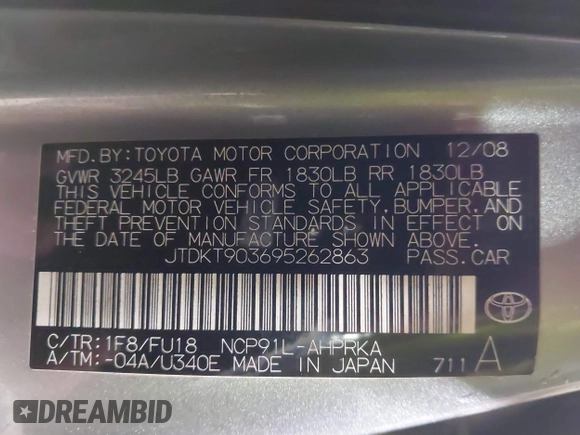 MFD.BY:TOYOTA MOTOR CORPORATION 12/08
GVWR 3245LB GAWR FR 1830LB RR 1830LB
THIS VEHICLE CONFORMS TO ALL APPLICABLE
FEDERAL MOTOR VEHICLE SAFETY,BUMPER,AND
THEFT PREVENTION STANDARDS IN EFFECT ON
THE DATE OF MANUFACTURE SHOWN ABOVE.
JTDKT903695262863 PASS.CAR
C/TR:1F8/FU18 NCP91L-AHPRKA
A/TM:-04A/U340E MADE IN JAPAN 711 A
DREAMBID